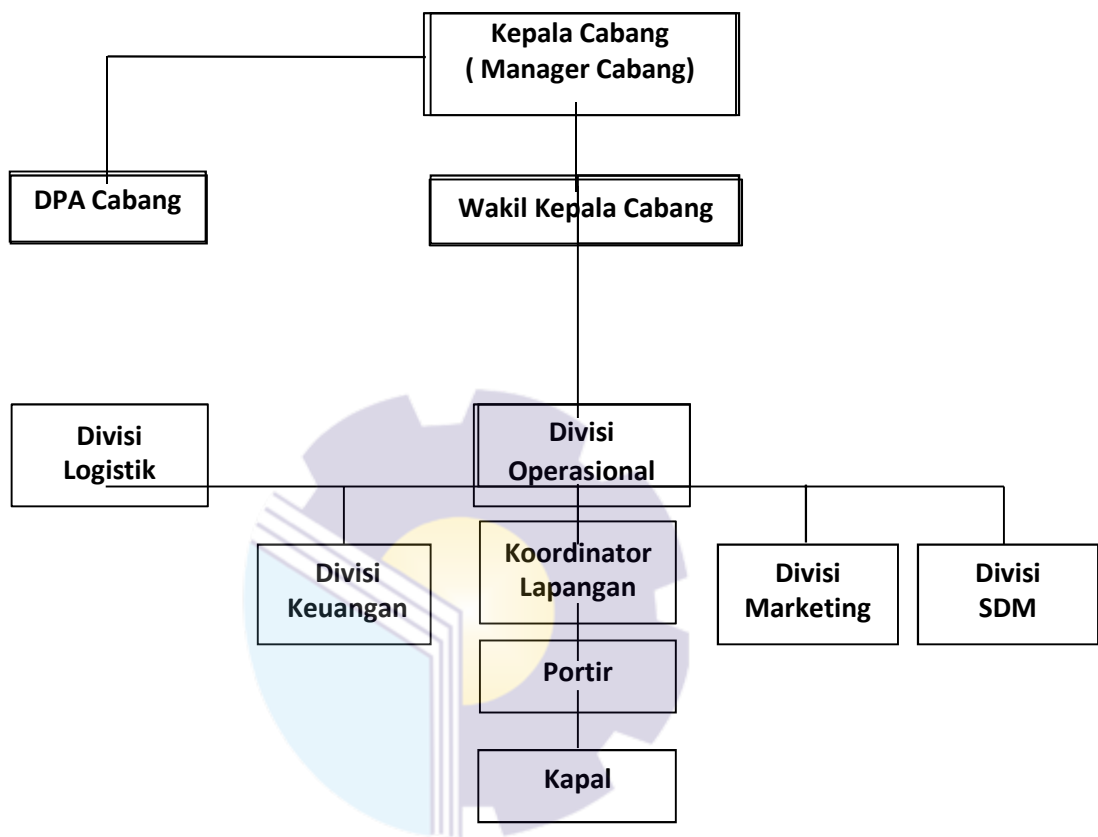 Kepala Cabang
( Manager Cabang)
DPA Cabang
Wakil Kepala Cabang
Divisi
Logistik
Divisi
Operasional
Divisi
Keuangan
Koordinator
Lapangan
Divisi
Marketing
Divisi
SDM
Portir
Kapal